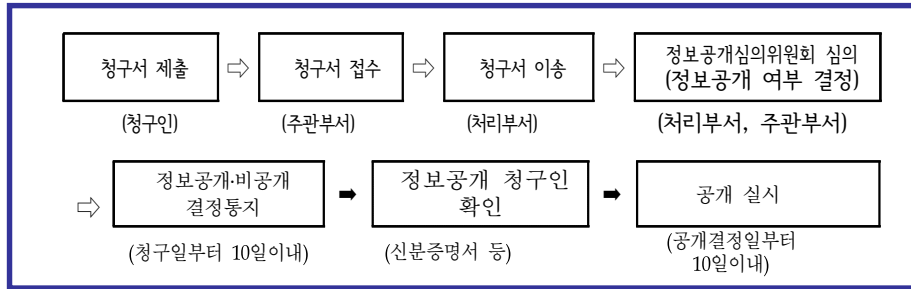 청구서 제출 ⇨ 청구서 접수 ⇨ 청구서 이송 ⇨ 정보공개심의위원회 심의
(정보공개 여부 결정)
(청구인) (주관부서) (처리부서) (처리부서, 주관부서)
⇨ 정보공개·비공개
결정통지
➡ 정보공개 청구인
확인
➡ 공개 실시
(청구일부터 10일이내) (신분증명서 등) (공개결정일부터
10일이내)